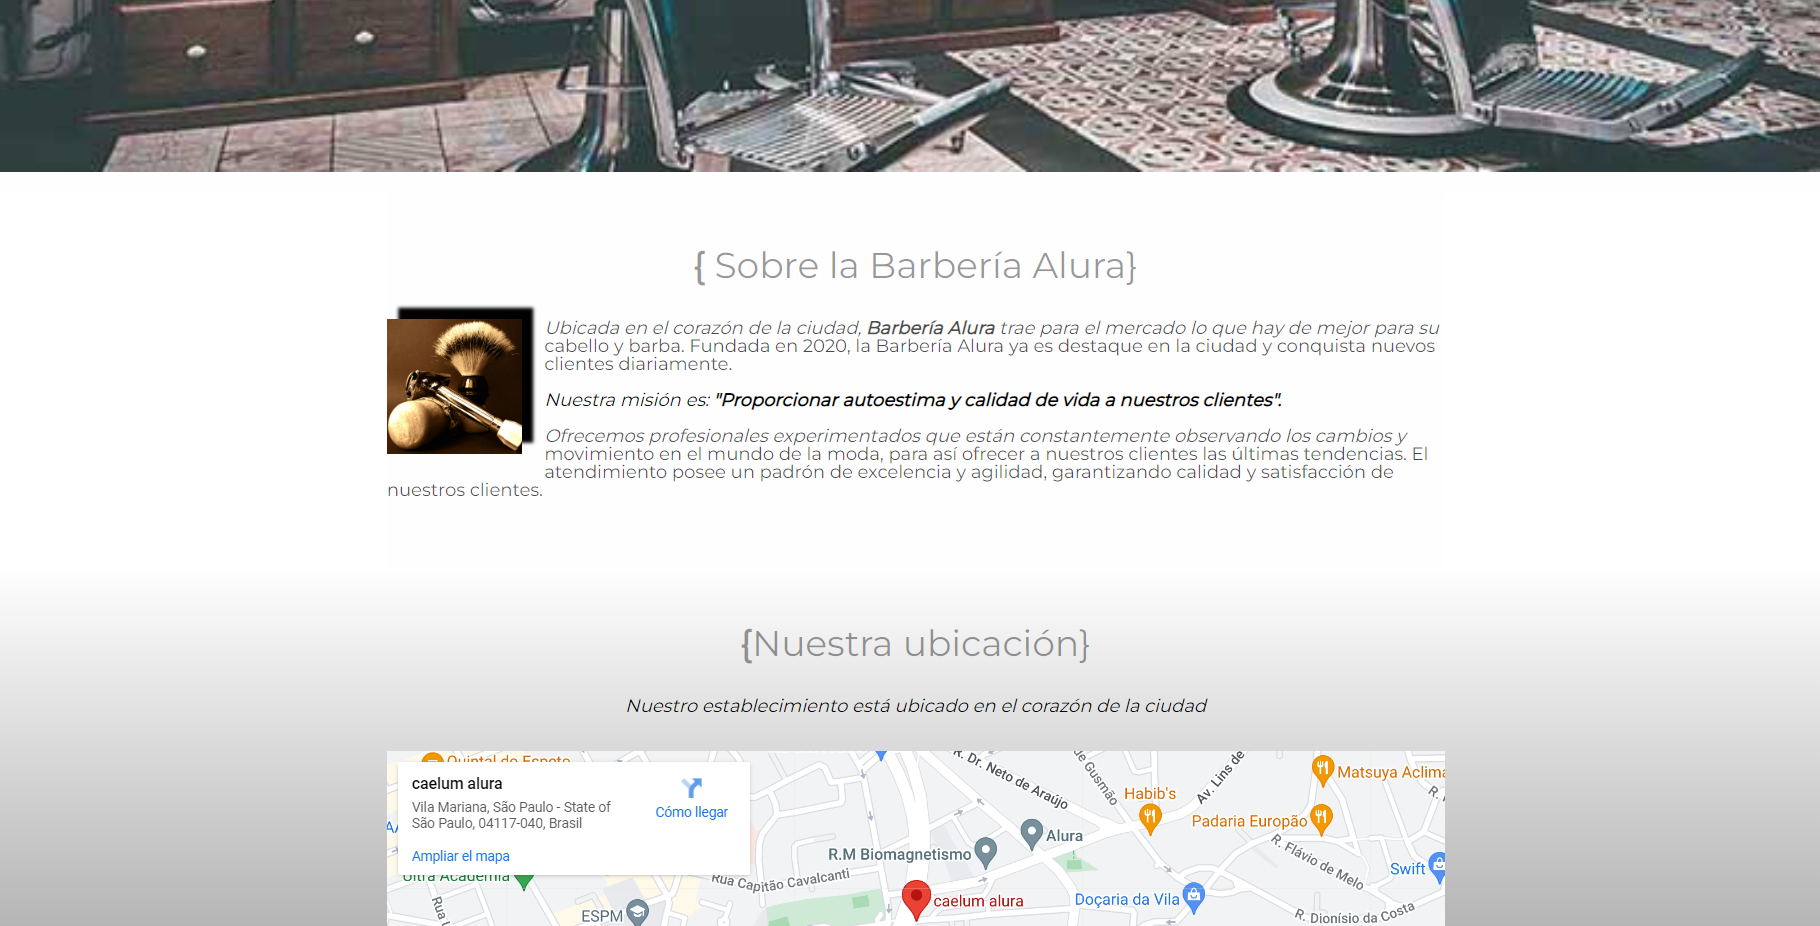 { Sobre la Barbería Alura}
Ubicada en el corazón de la ciudad, Barbería Alura trae para el mercado lo que hay de mejor para su
cabello y barba. Fundada en 2020, la Barbería Alura ya es destaque en la ciudad y conquista nuevos
clientes diariamente.
Nuestra misión es: "Proporcionar autoestima y calidad de vida a nuestros clientes".
Ofrecemos profesionales experimentados que están constantemente observando los cambios y
movimiento en el mundo de la moda, para así ofrecer a nuestros clientes las últimas tendencias. El
atendimiento posee un padrón de excelencia y agilidad, garantizando calidad y satisfacción de
nuestros clientes.
{Nuestra ubicación}
Nuestro establecimiento está ubicado en el corazón de la ciudad
Quintal do Espeto
caelum alura
Vila Mariana, São Paulo - State of
São Paulo, 04117-040, Brasil
Cómo llegar
Ampliar el mapa
Ultra Academia
R. Dr. Neto de Araújo
de Gusmão
Av. Lins de
Habib's
Matsuya Aclima
Padaria Europão
Alura
R.M Biomagnetismo
R. Flávio de Melo
Swift
Rua Capitão Cavalcanti
caelum alura
Doçaria da Vila
ESPM
R. Dionísio da Costa